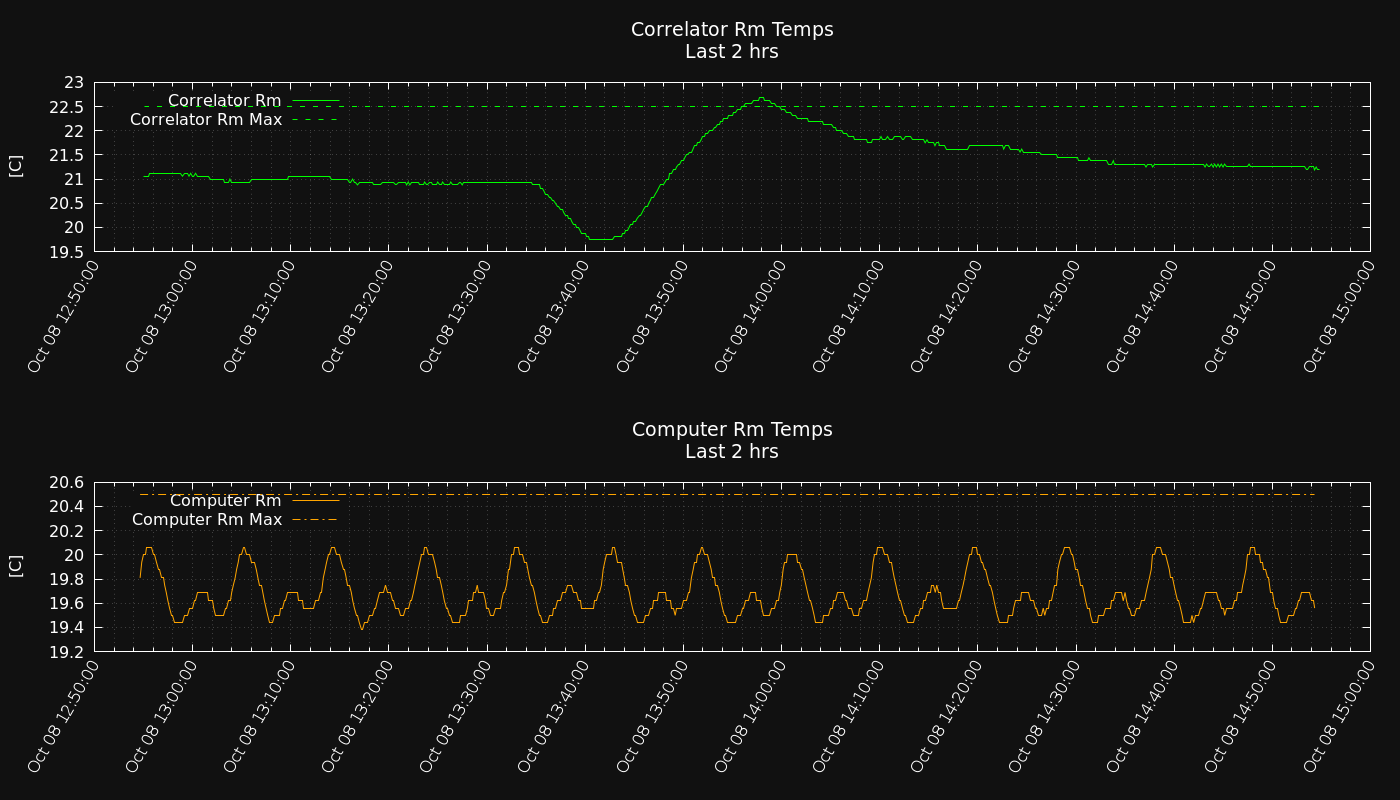 Correlator Rm Temps
Last 2 hrs
23
22.5
22
21.5
21
20.5
20
19.5
[C]
Correlator Rm
Correlator Rm Max
Oct 08 12:50:00
Oct 08 13:00:00
Oct 08 13:10:00
Oct 08 13:20:00
Oct 08 13:30:00
Oct 08 13:40:00
Oct 08 13:50:00
Oct 08 14:00:00
Oct 08 14:10:00
Oct 08 14:20:00
Oct 08 14:30:00
Oct 08 14:40:00
Oct 08 14:50:00
Oct 08 15:00:00
Computer Rm Temps
Last 2 hrs
20.6
20.4
20.2
20
19.8
19.6
19.4
19.2
[C]
Computer Rm
Computer Rm Max
Oct 08 12:50:00
Oct 08 13:00:00
Oct 08 13:10:00
Oct 08 13:20:00
Oct 08 13:30:00
Oct 08 13:40:00
Oct 08 13:50:00
Oct 08 14:00:00
Oct 08 14:10:00
Oct 08 14:20:00
Oct 08 14:30:00
Oct 08 14:40:00
Oct 08 14:50:00
Oct 08 15:00:00